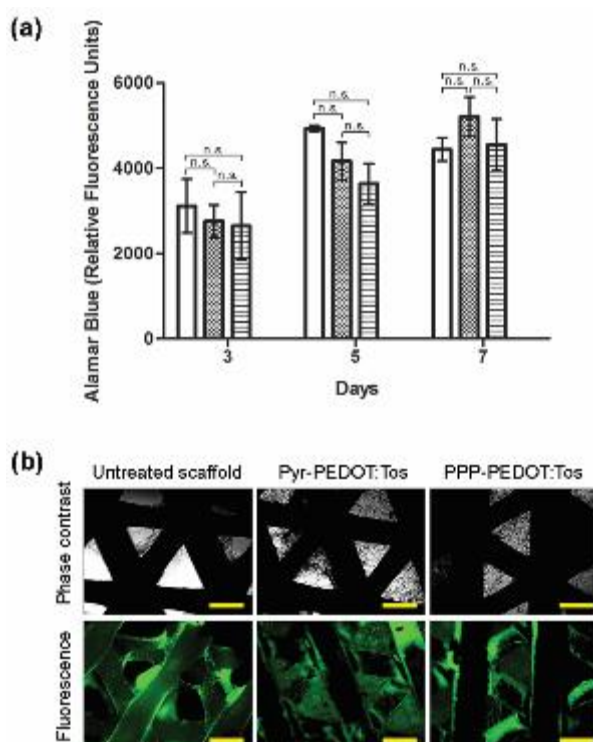 (a)
Alamar Blue (Relative Fluorescence Units)
6000
4000
2000
0
n.s.
n.s.
n.s.
n.s.
n.s.
n.s.
n.s.
n.s.
n.s.
3
5
7
Days
(b)
Untreated scaffold
Pyr-PEDOT:Tos
PPP-PEDOT:Tos
Phase contrast
Fluorescence